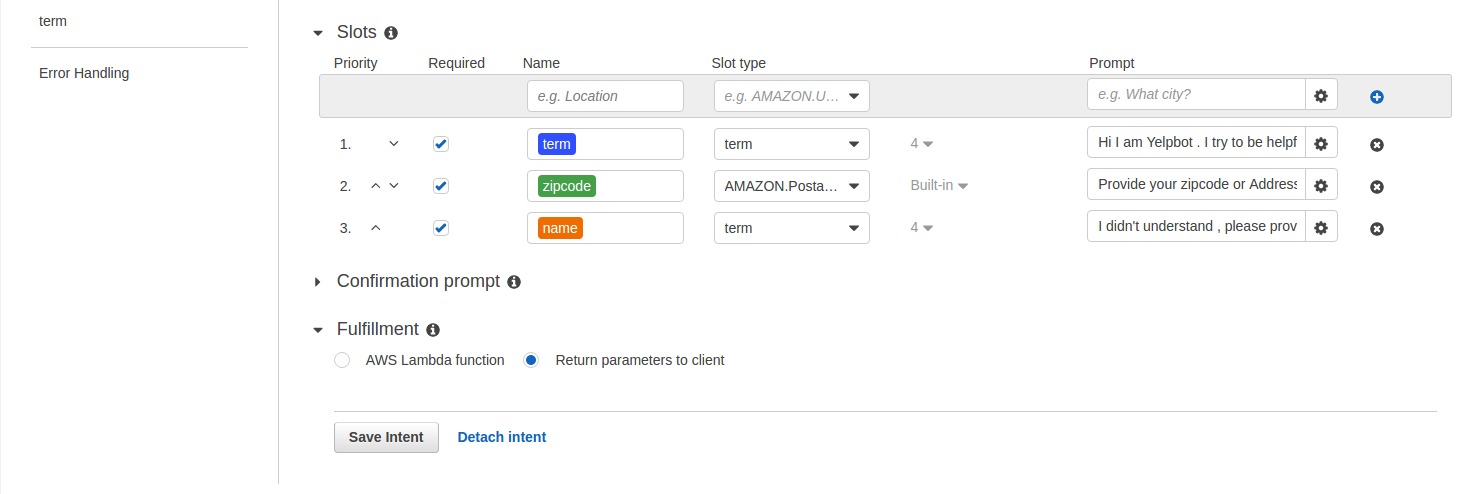 term
Error Handling
Slots
Priority Required Name Slot type Prompt
e.g. Location e.g. AMAZON.U... e.g. What city?
1. term term 4 Hi I am Yelpbot . I try to be helpf
2. zipcode AMAZON.Posta... Built-in Provide your zipcode or Address
3. name term 4 I didn't understand , please prov
Confirmation prompt
Fulfillment
AWS Lambda function Return parameters to client
Save Intent Detach intent